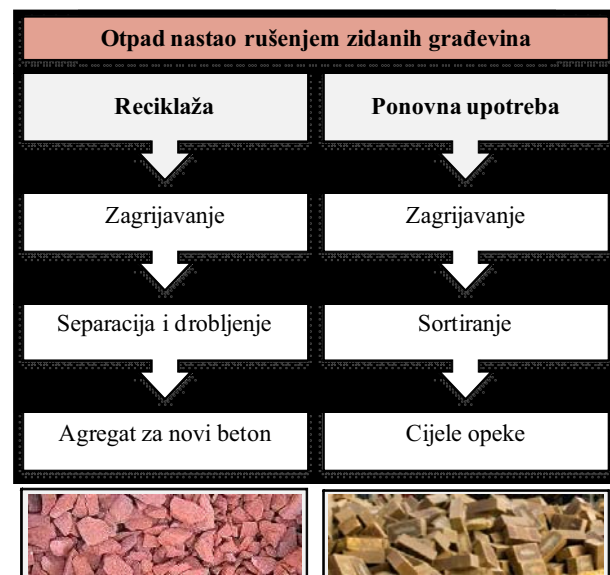 Otpad nastao rušenjem zidanih građevina
Reciklaža
Ponovna upotreba
Zagrijavanje
Zagrijavanje
Separacija i drobljenje
Sortiranje
Agregat za novi beton
Cijele opeke